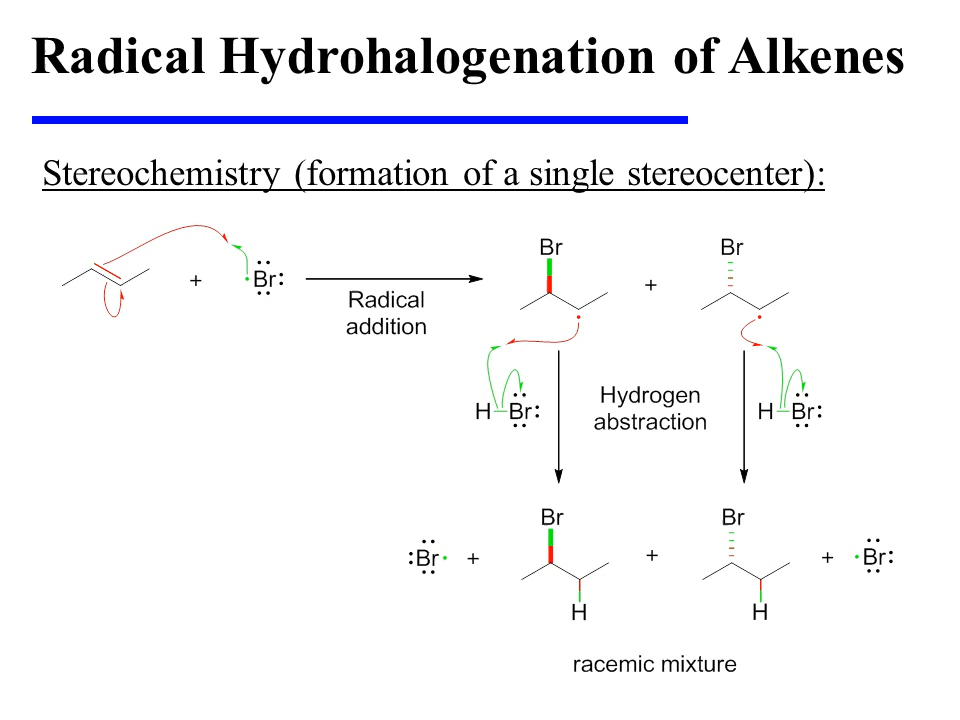 Radical Hydrohalogenation of Alkenes
Stereochemistry (formation of a single stereocenter):
Br Br
+ Br +
Radical
addition
H Br Hydrogen H Br
abstraction
Br Br
Br + + + Br
H H
racemic mixture